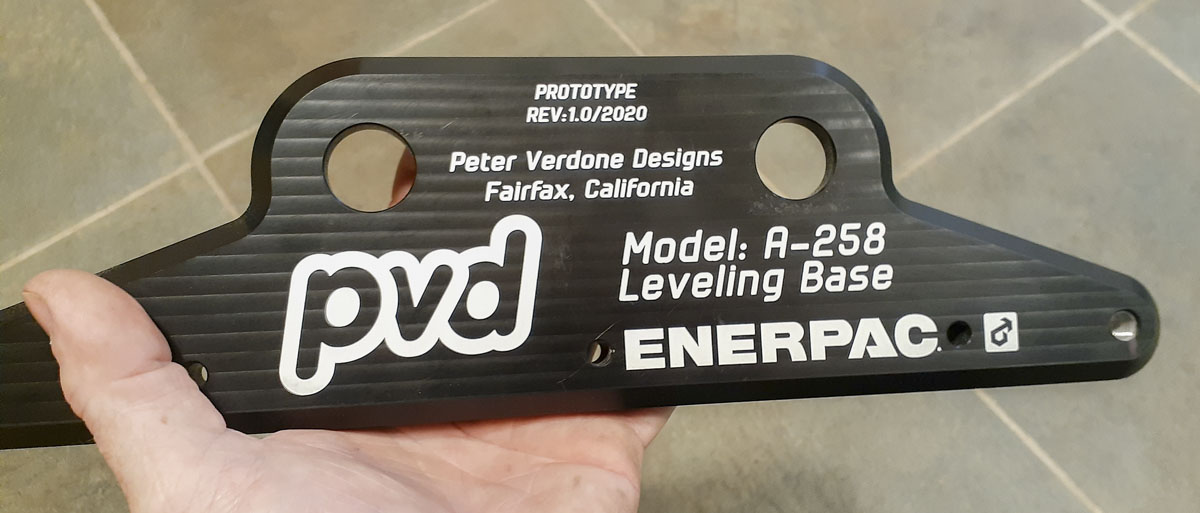 PROTOTYPE
REV:1.0/2020
Peter Verdone Designs
Fairfax, California
pvd
Model: A-258
Leveling Base
ENERPAC.